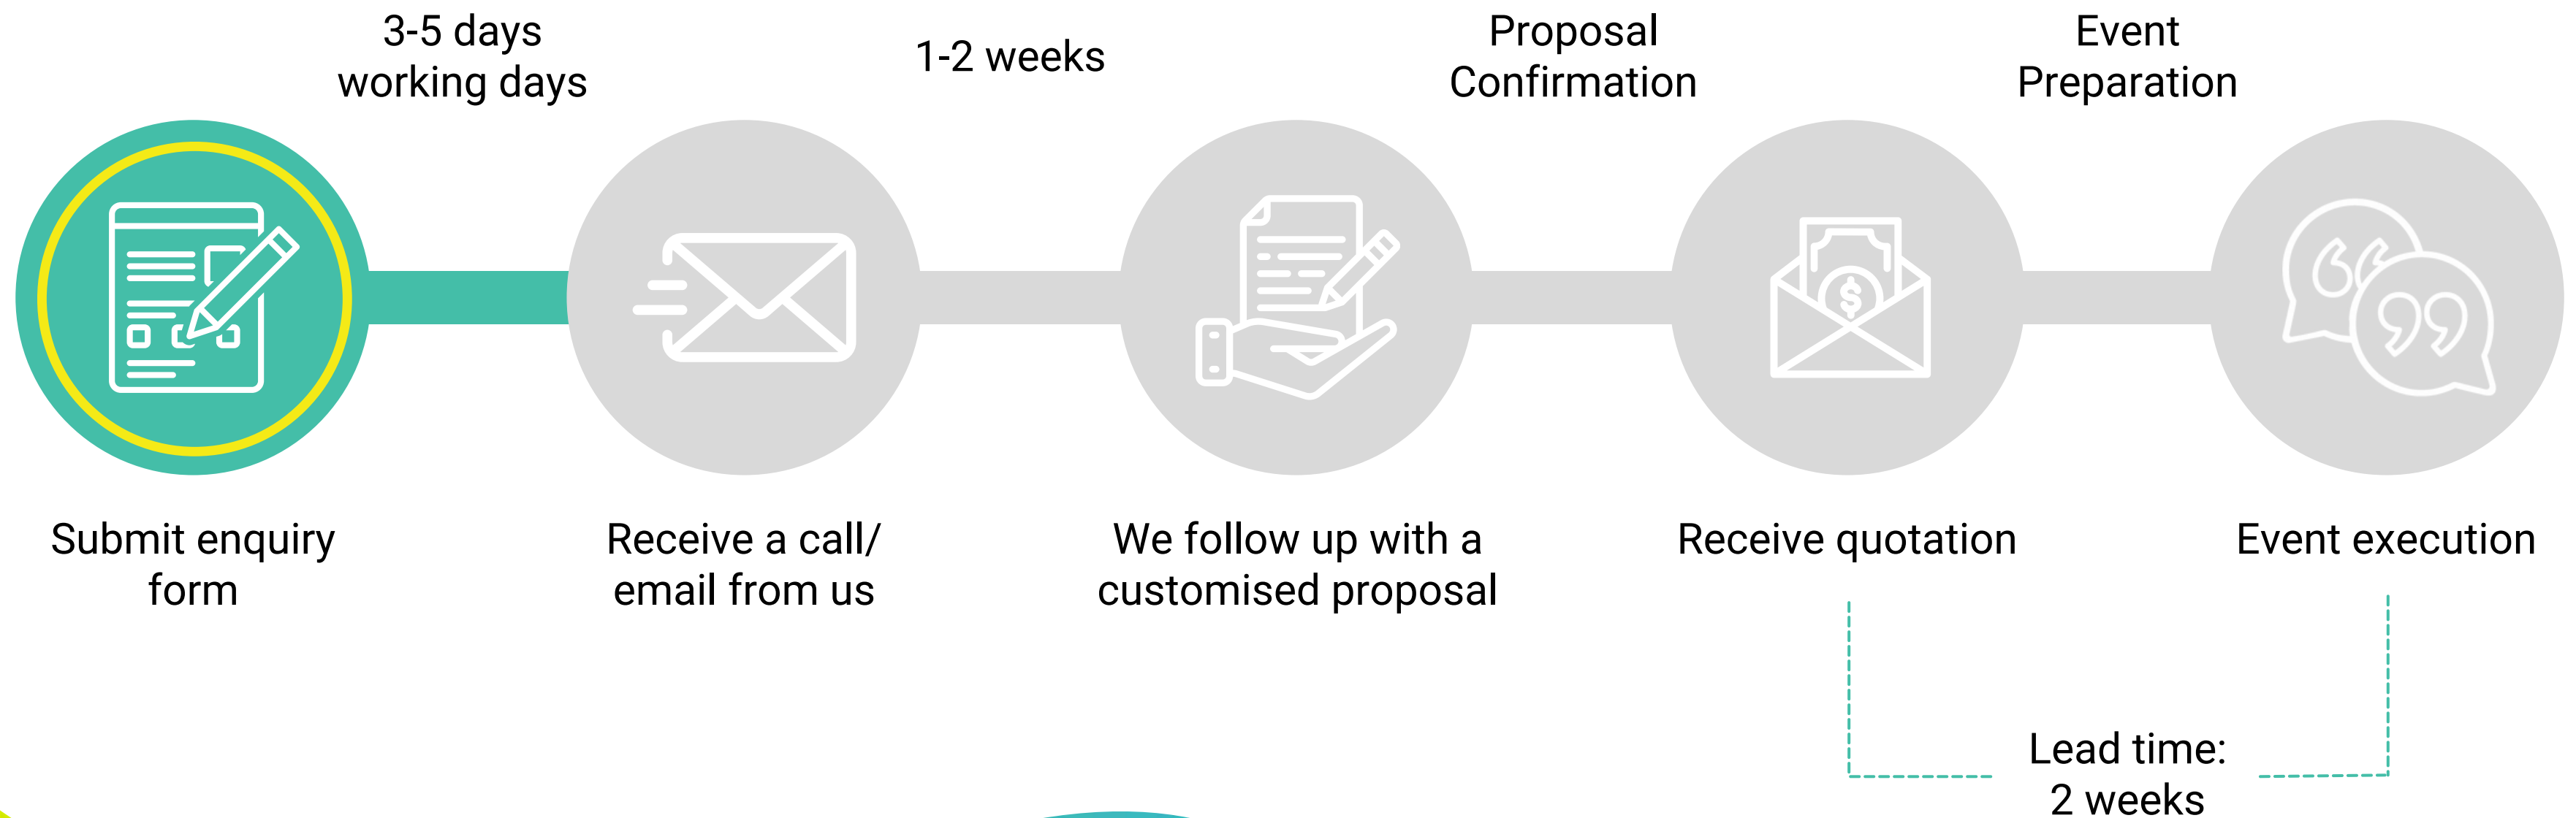 3-5 days
working days
1-2 weeks
Proposal
Confirmation
Event
Preparation
$
Submit enquiry
form
Receive a call/
email from us
We follow up with a
customised proposal
Receive quotation
Event execution
Lead time:
2 weeks